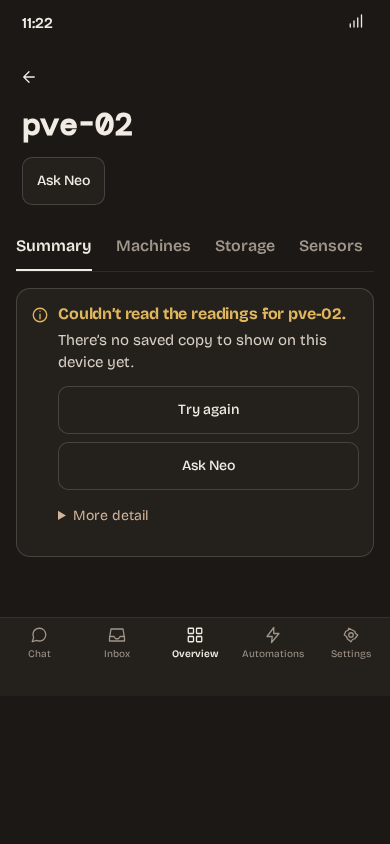 11:22
pve-02
Ask Neo
Summary Machines Storage Sensors
Couldn't read the readings for pve-02.
There's no saved copy to show on this
device yet.
Try again
Ask Neo
More detail
Chat Inbox Overview Automations Settings